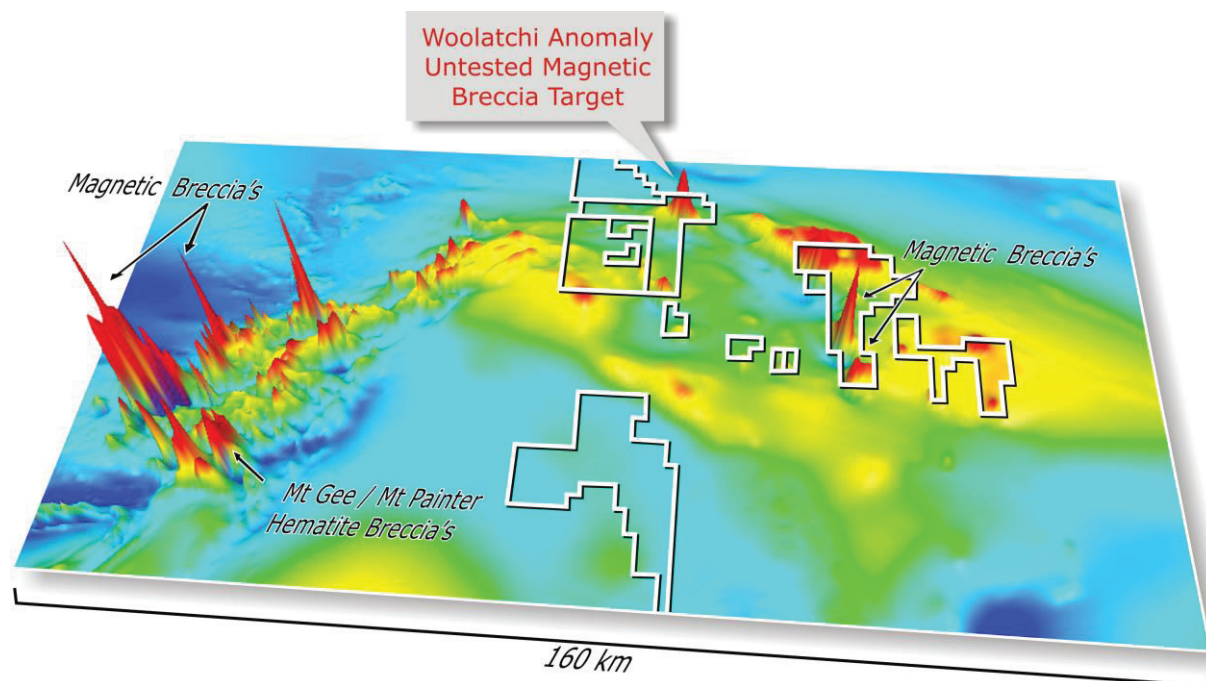 Woolatchi Anomaly
Untested Magnetic
Breccia Target
Magnetic Breccia's
Magnetic Breccia's
Mt Gee / Mt Painter
Hematite Breccia's
160 km